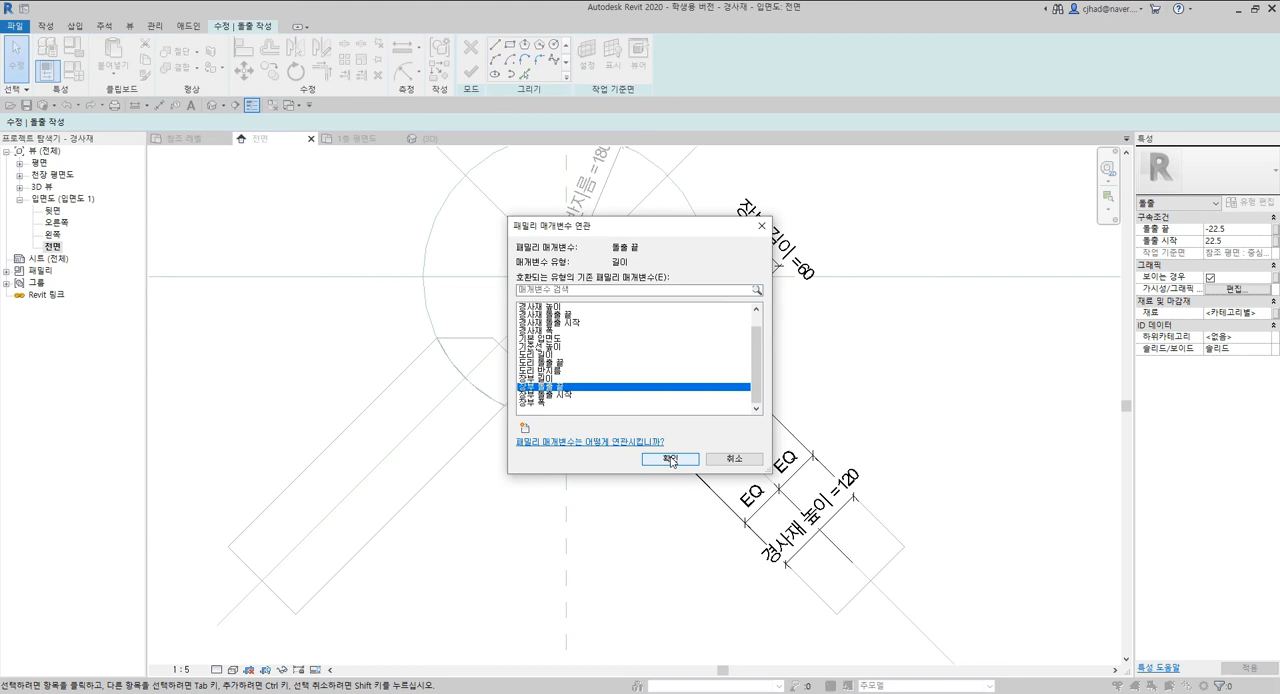 Autodesk Revit 2020 - 학생용 버전 - 경사재 - 입면도: 전면
cjhad@naver....
파일 작성 삽입 주석 뷰 관리 애드인 수정 | 돌출 작성
수정 붙여넣기 절단 결합 설정 표시 뷰어
선택 특성 클립보드 형상 수정 측정 작성 모드 그리기 작업 기준면
수정 | 돌출 작성
프로젝트 탐색기 - 경사재
참조 레벨 전면 1층 평면도 {3D}
뷰 (전체)
평면
천장 평면도
3D 뷰
입면도 (입면도 1)
뒷면
오른쪽
왼쪽
전면
시트 (전체)
패밀리
그룹
Revit 링크
반지름 =180
장부 길이 =60
EQ
EQ
경사재 높이 =120
패밀리 매개변수 연관
패밀리 매개변수: 돌출 끝
매개변수 유형: 길이
호환되는 유형의 기존 패밀리 매개변수(E):
매개변수 검색
경사재 높이
경사재 돌출 끝
경사재 돌출 시작
경사재 폭
기본 입면도
기준선 높이
도리 길이
도리 돌출 끝
도리 반지름
장부 길이
장부 돌출 끝
장부 돌출 시작
장부 폭
패밀리 매개변수는 어떻게 연관시킵니까?
확인 취소
특성
돌출 유형 편집
구속조건
돌출 끝 -22.5
돌출 시작 22.5
작업 기준면 참조 평면 : 중심...
그래픽
보이는 경우
가시성/그래픽 ... 편집...
재료 및 마감재
재료 <카테고리별>
ID 데이터
하위카테고리 <없음>
솔리드/보이드 솔리드
특성 도움말 적용
1 : 5
선택하려면 항목을 클릭하고, 다른 항목을 선택하려면 Tab 키, 추가하려면 Ctrl 키, 선택 취소하려면 Shift 키를 누르십시오.
:0 주모델 :0